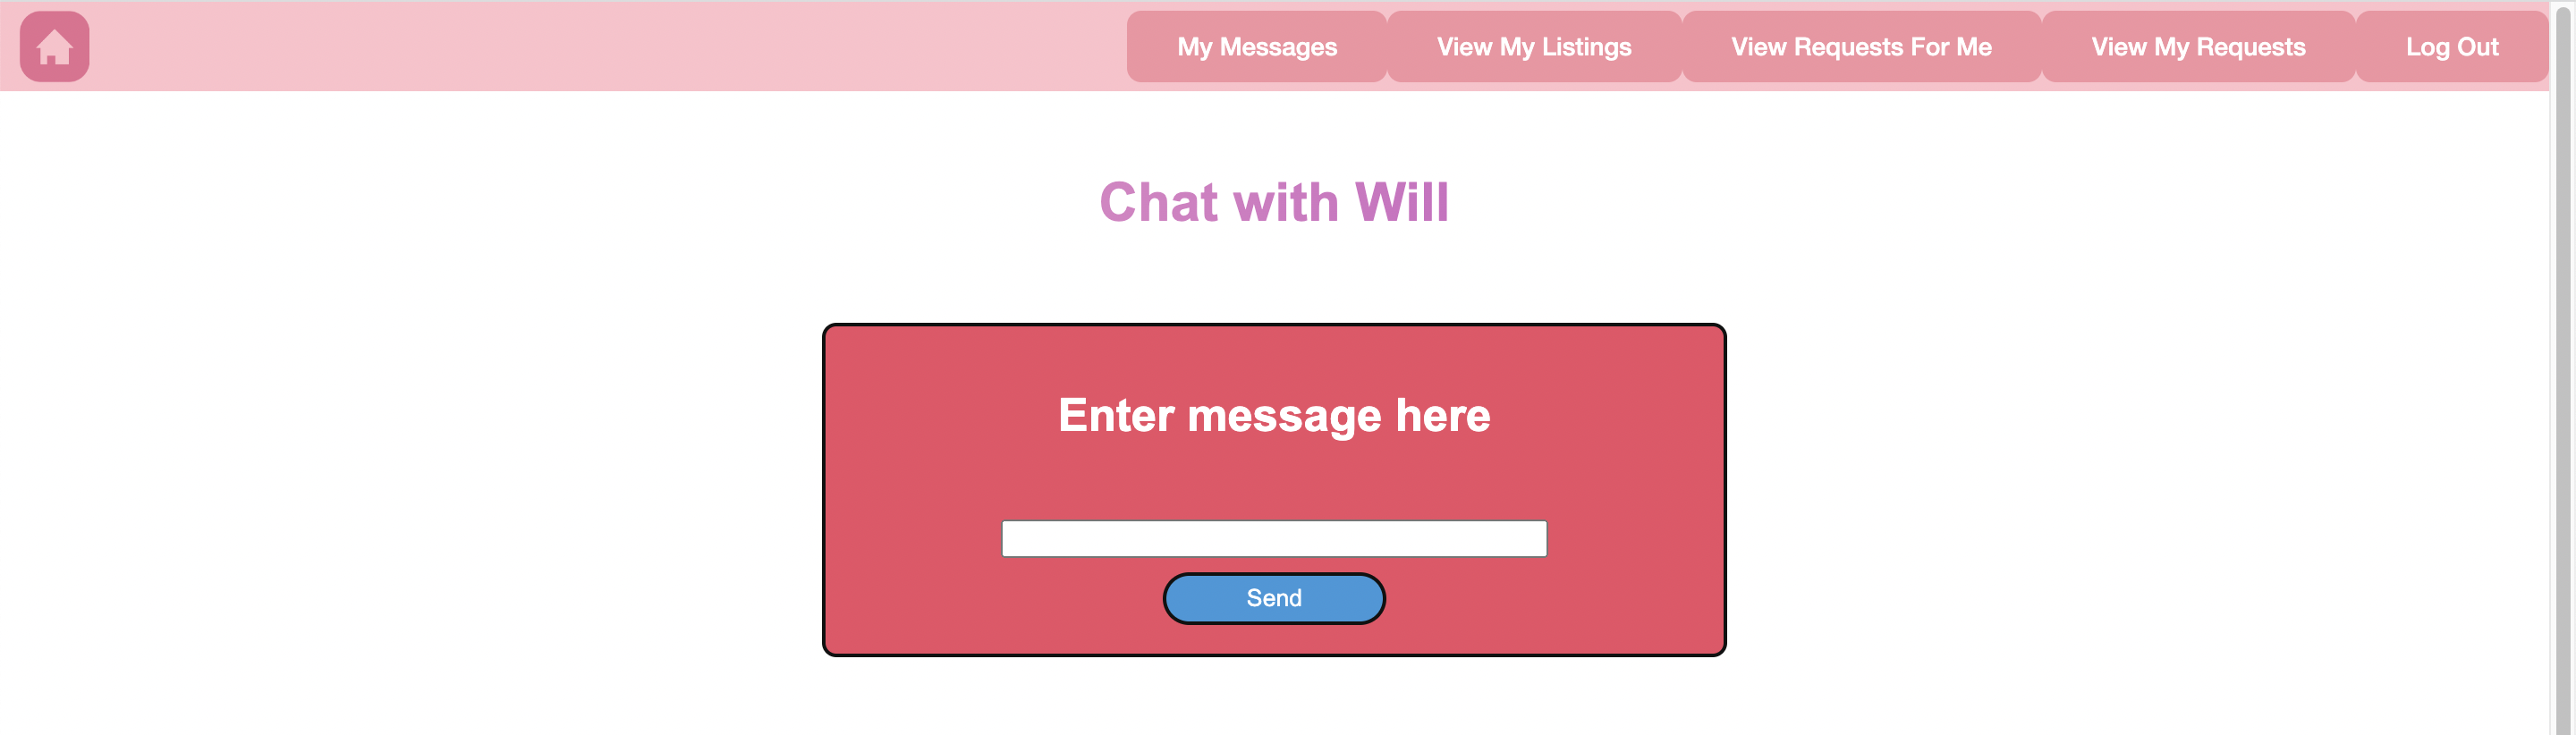 My Messages View My Listings View Requests For Me View My Requests Log Out
Chat with Will
Enter message here
Send